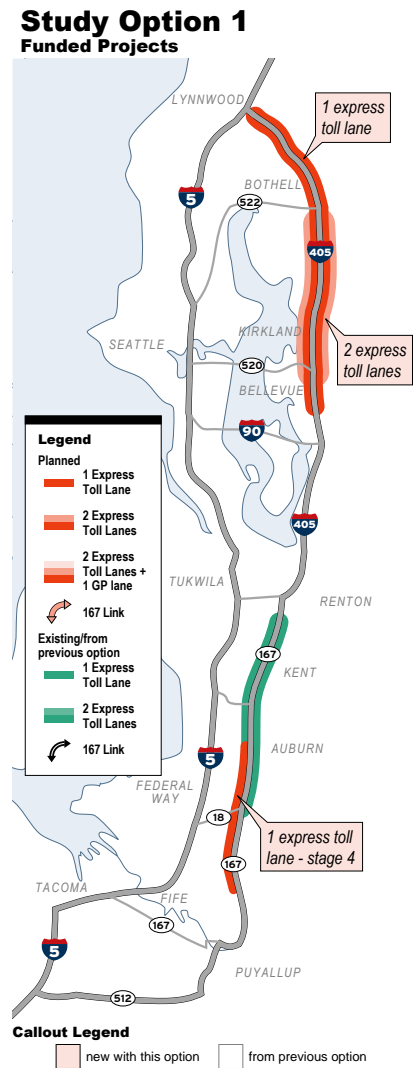 Study Option 1
Funded Projects
LYNNWOOD
1 express
toll lane
BOTHELL
5
522
405
KIRKLAND
SEATTLE
2 express
toll lanes
520
BELLEVUE
90
Legend
Planned
1 Express
Toll Lane
2 Express
Toll Lanes
2 Express
Toll Lanes +
1 GP lane
167 Link
Existing/from
previous option
1 Express
Toll Lane
2 Express
Toll Lanes
167 Link
405
TUKWILA
RENTON
167
KENT
AUBURN
5
FEDERAL
WAY
18
1 express toll
lane - stage 4
167
TACOMA
FIFE
167
5
PUYALLUP
512
Callout Legend
new with this option
from previous option